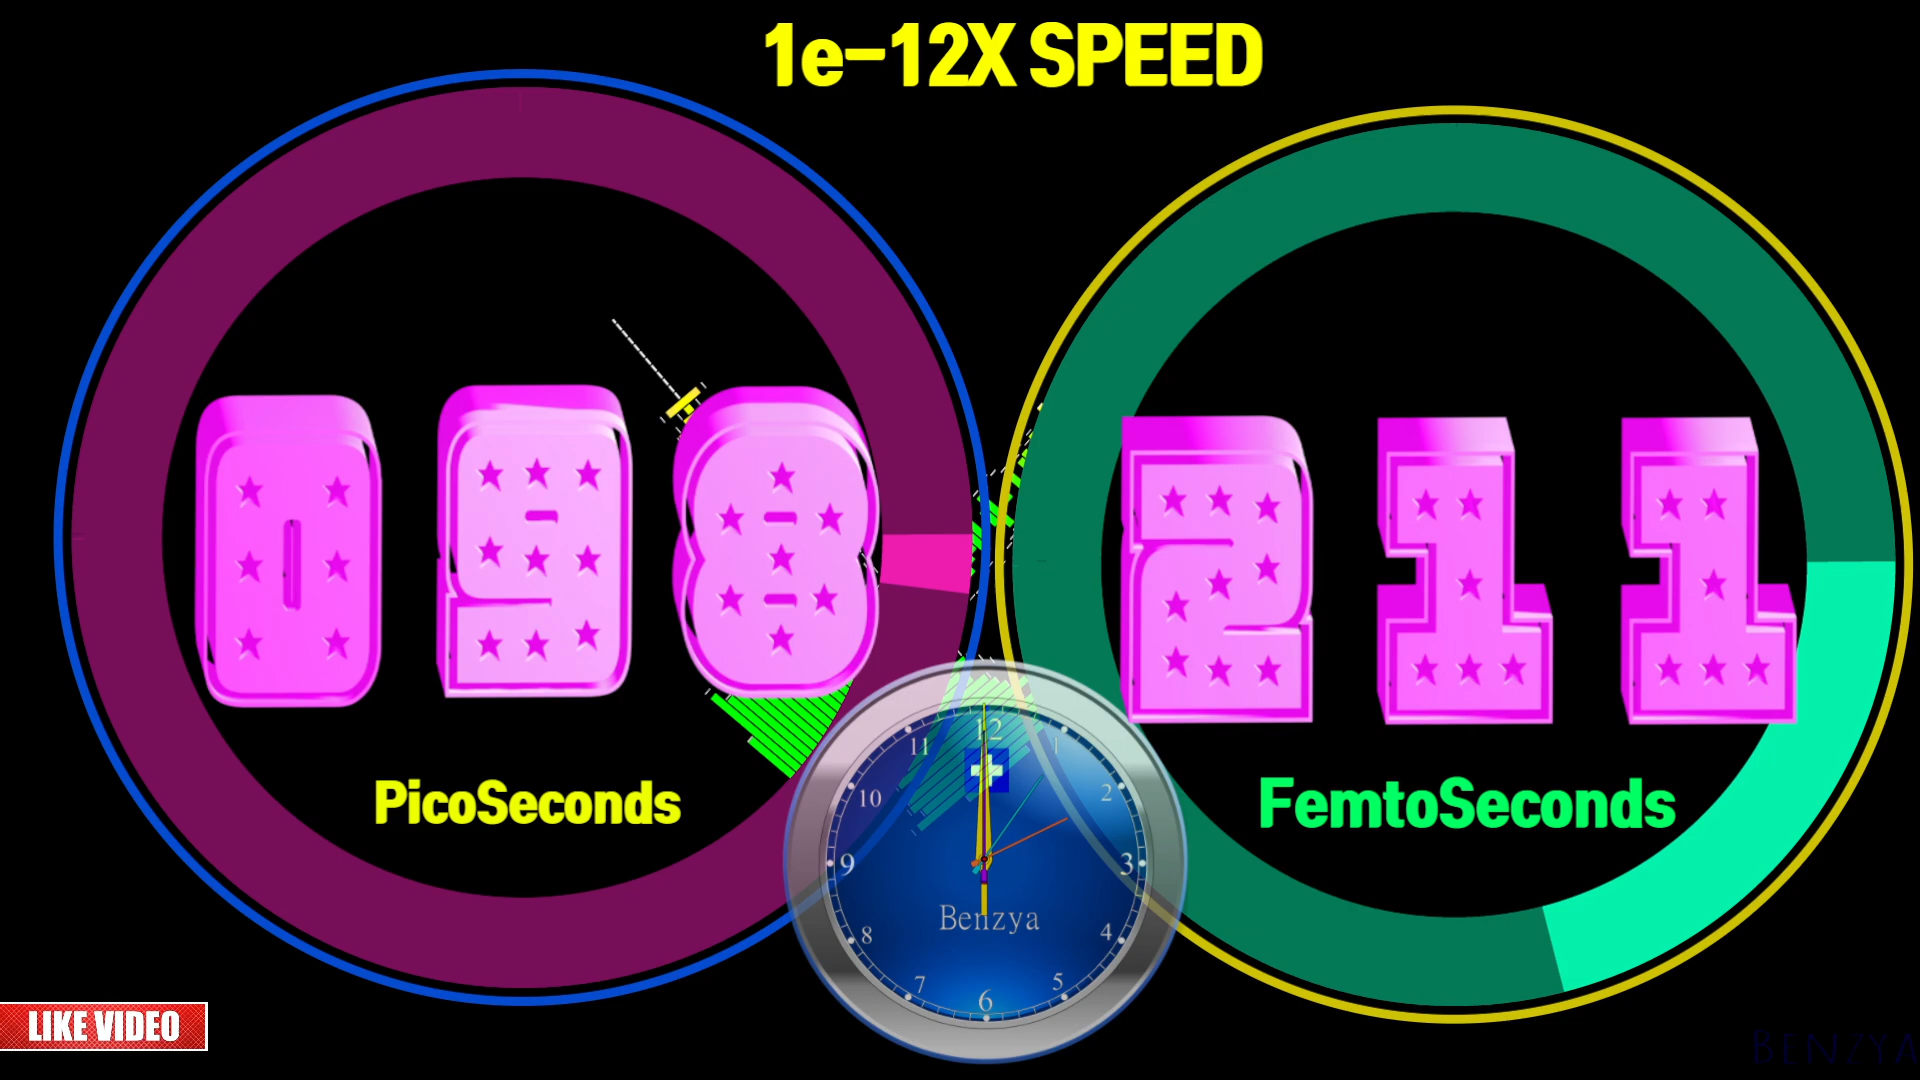 1e-12X SPEED
098
211
PicoSeconds
FemtoSeconds
12
11
1
10
2
9
3
Benzya
8
4
7
5
6
LIKE VIDEO
BENZYA